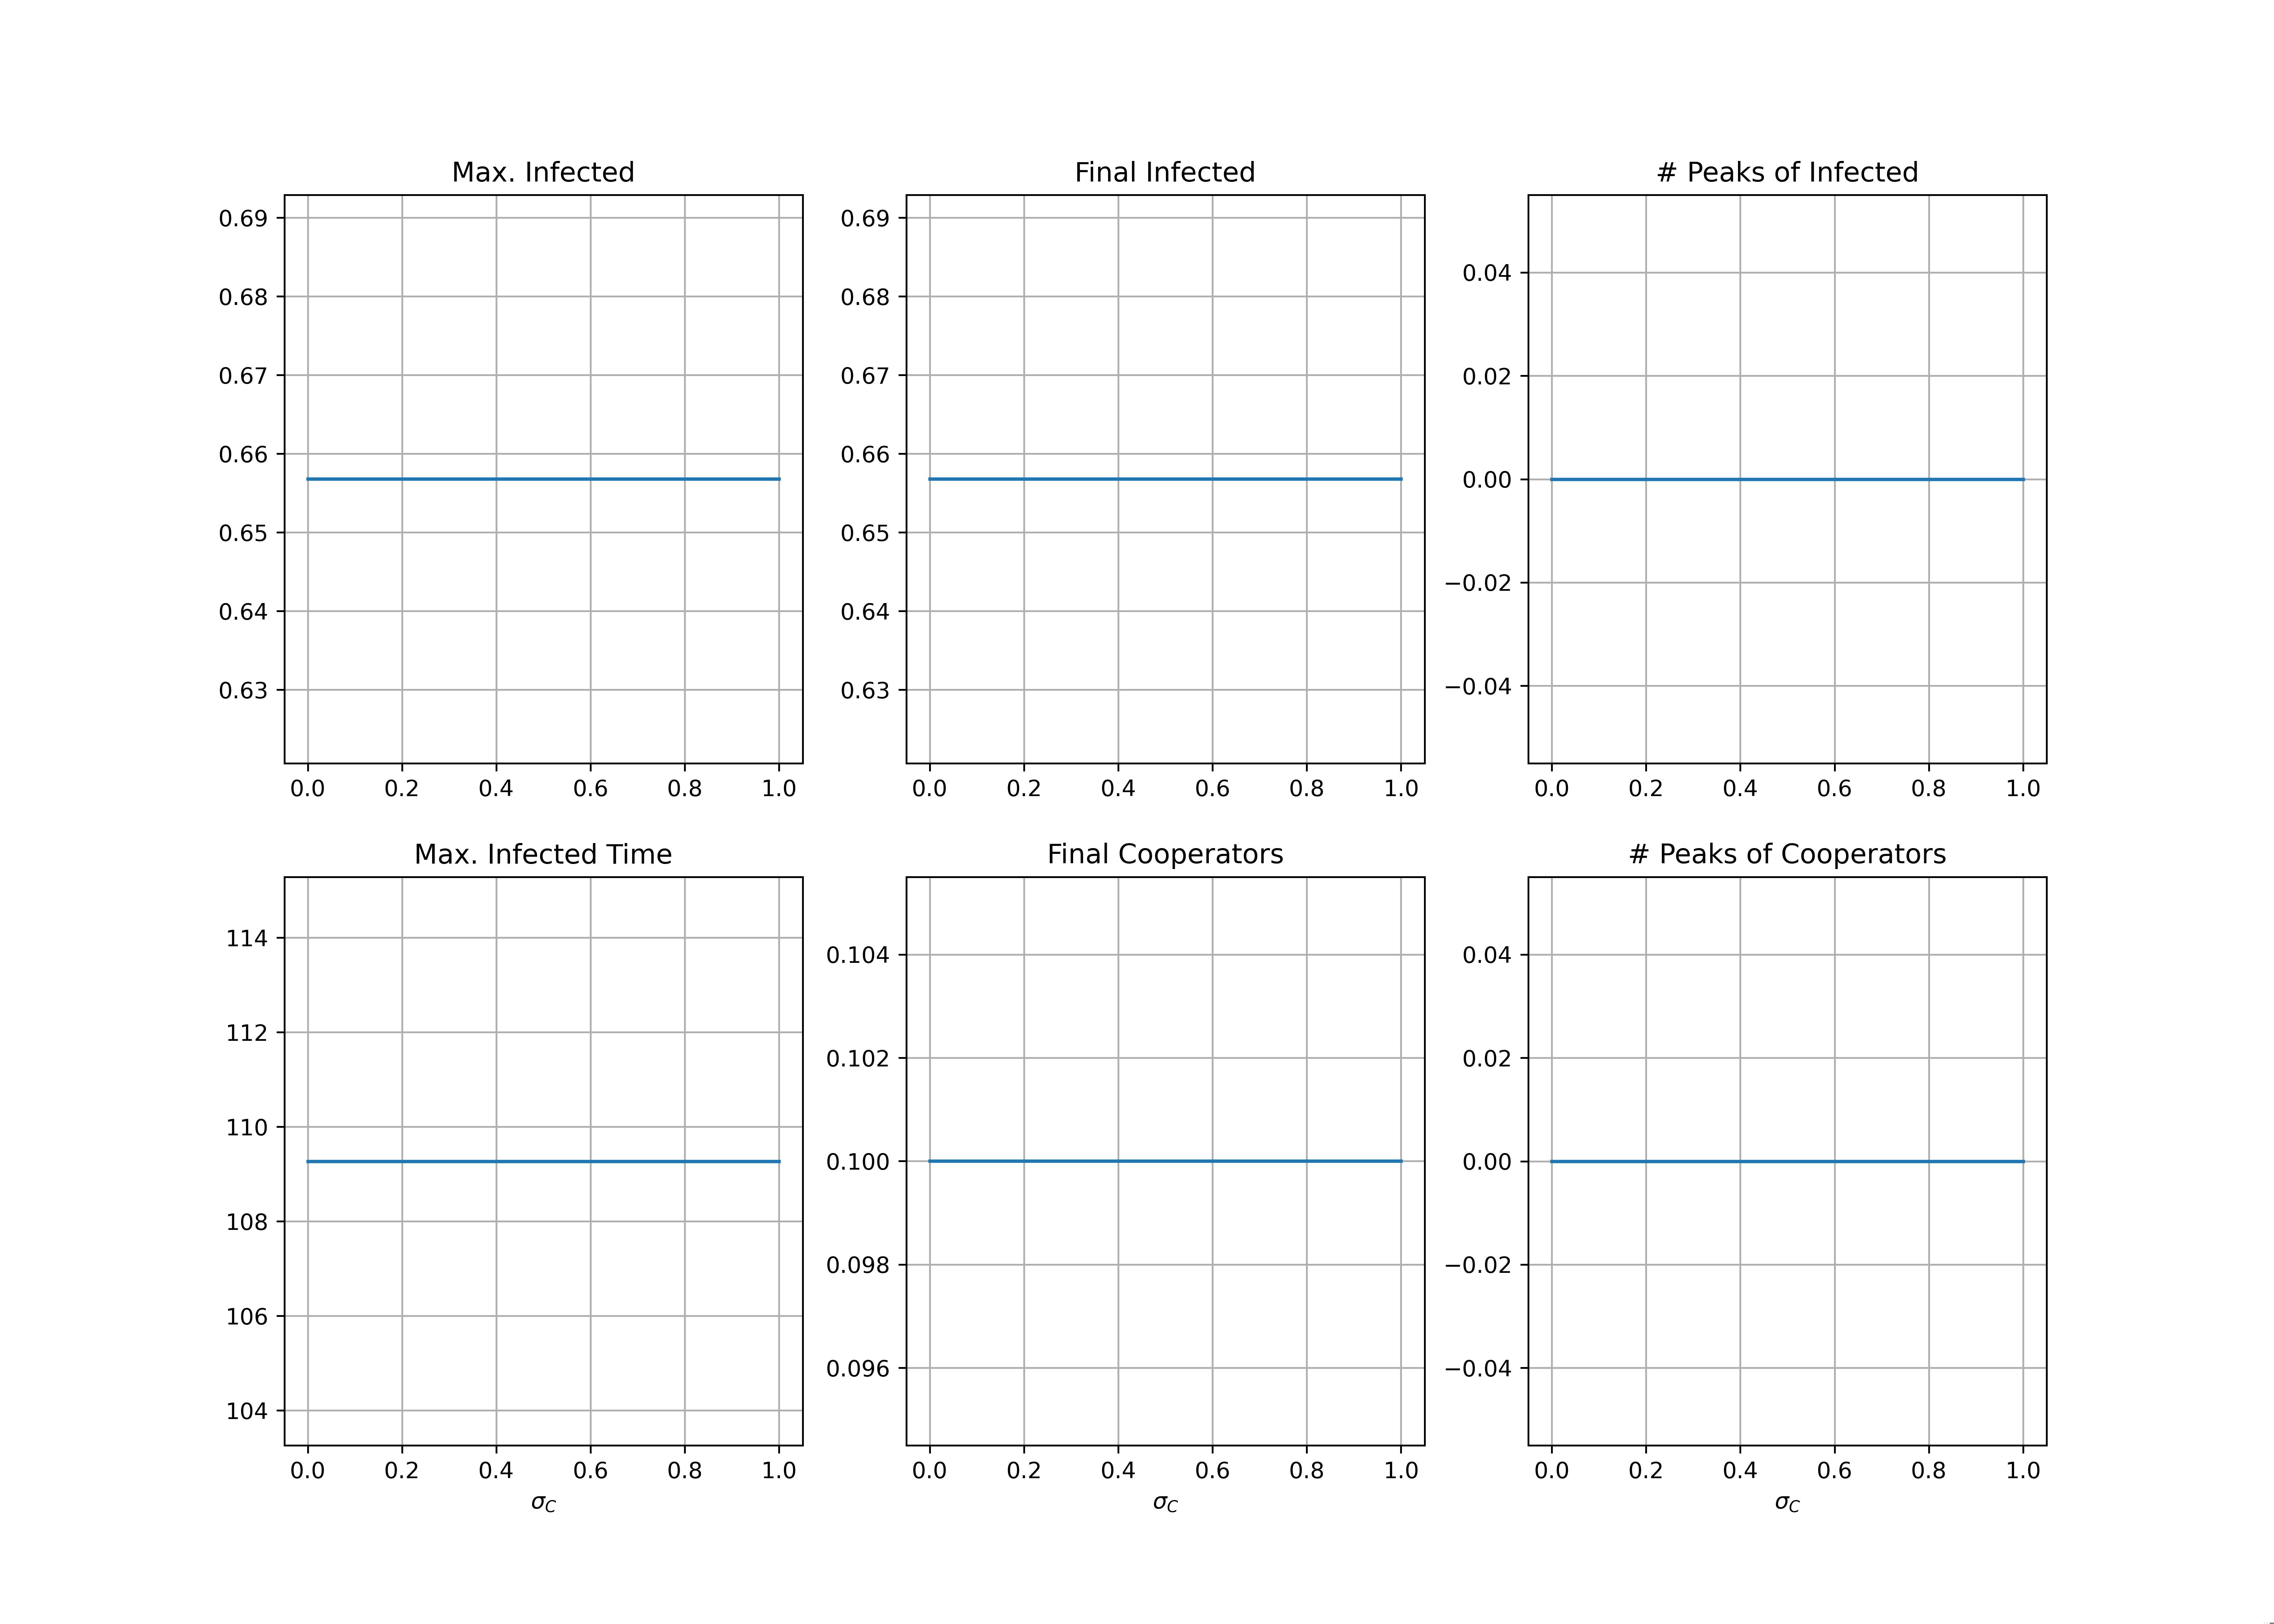 Max. Infected
0.69
0.68
0.67
0.66
0.65
0.64
0.63
0.0 0.2 0.4 0.6 0.8 1.0
Final Infected
0.69
0.68
0.67
0.66
0.65
0.64
0.63
0.0 0.2 0.4 0.6 0.8 1.0
# Peaks of Infected
0.04
0.02
0.00
−0.02
−0.04
0.0 0.2 0.4 0.6 0.8 1.0
Max. Infected Time
114
112
110
108
106
104
0.0 0.2 0.4 0.6 0.8 1.0
σ_C
Final Cooperators
0.104
0.102
0.100
0.098
0.096
0.0 0.2 0.4 0.6 0.8 1.0
σ_C
# Peaks of Cooperators
0.04
0.02
0.00
−0.02
−0.04
0.0 0.2 0.4 0.6 0.8 1.0
σ_C